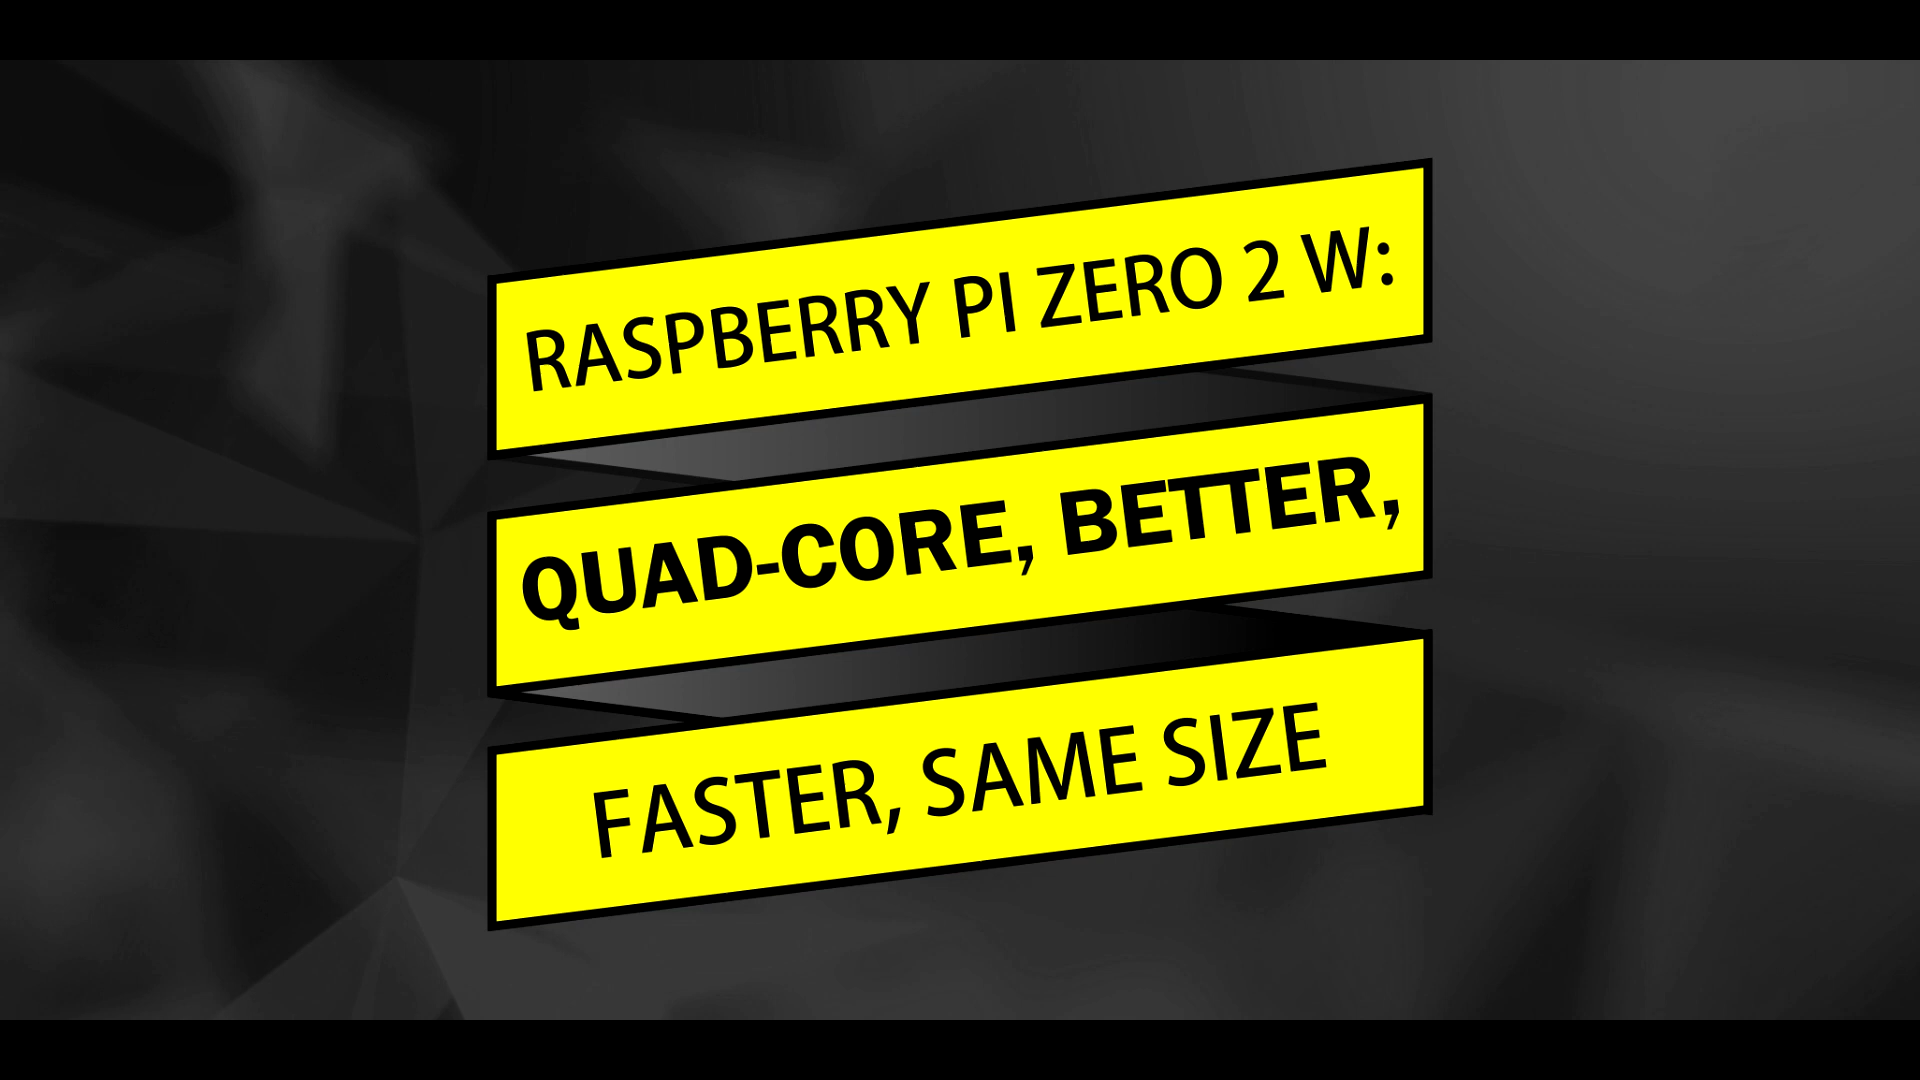 RASPBERRY PI ZERO 2 W:
QUAD-CORE, BETTER,
FASTER, SAME SIZE